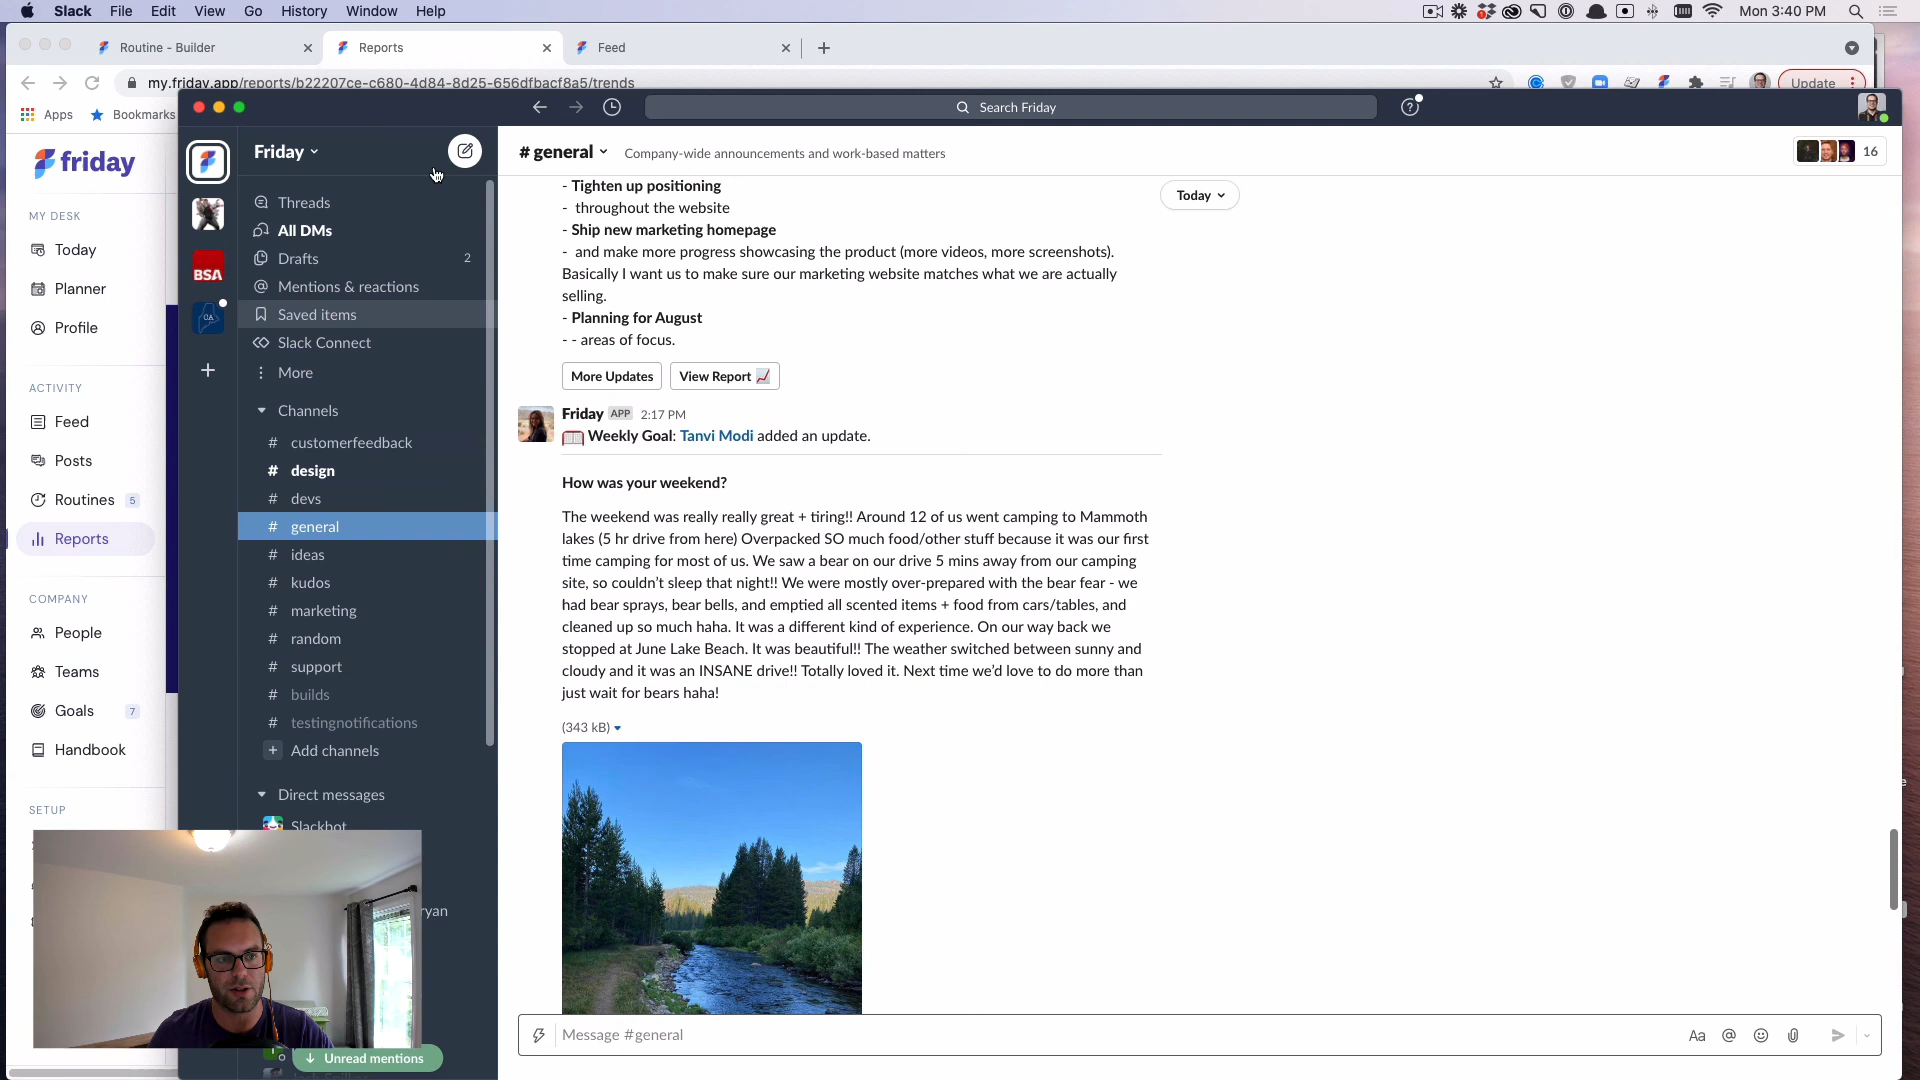 Slack File Edit View Go History Window Help
Mon 3:40 PM
Routine - Builder
Reports
Feed
my.friday.app/reports/b22207ce-c680-4d84-8d25-656dfbacf8a5/trends
Update
Apps
Bookmarks
Search Friday
friday
MY DESK
Today
Planner
Profile
ACTIVITY
Feed
Posts
Routines 5
Reports
COMPANY
People
Teams
Goals 7
Handbook
SETUP
BSA
CA
Friday
Threads
All DMs
Drafts 2
Mentions & reactions
Saved items
Slack Connect
More
Channels
# customerfeedback
# design
# devs
# general
# ideas
# kudos
# marketing
# random
# support
# builds
# testingnotifications
+ Add channels
Direct messages
Slackbot
ryan
Unread mentions
# general
Company-wide announcements and work-based matters
16
Today
- Tighten up positioning
- throughout the website
- Ship new marketing homepage
- and make more progress showcasing the product (more videos, more screenshots).
Basically I want us to make sure our marketing website matches what we are actually
selling.
- Planning for August
- - areas of focus.
More Updates
View Report
Friday APP 2:17 PM
Weekly Goal: Tanvi Modi added an update.
How was your weekend?
The weekend was really really great + tiring!! Around 12 of us went camping to Mammoth
lakes (5 hr drive from here) Overpacked SO much food/other stuff because it was our first
time camping for most of us. We saw a bear on our drive 5 mins away from our camping
site, so couldn't sleep that night!! We were mostly over-prepared with the bear fear - we
had bear sprays, bear bells, and emptied all scented items + food from cars/tables, and
cleaned up so much haha. It was a different kind of experience. On our way back we
stopped at June Lake Beach. It was beautiful!! The weather switched between sunny and
cloudy and it was an INSANE drive!! Totally loved it. Next time we'd love to do more than
just wait for bears haha!
(343 kB)
Message #general
Aa